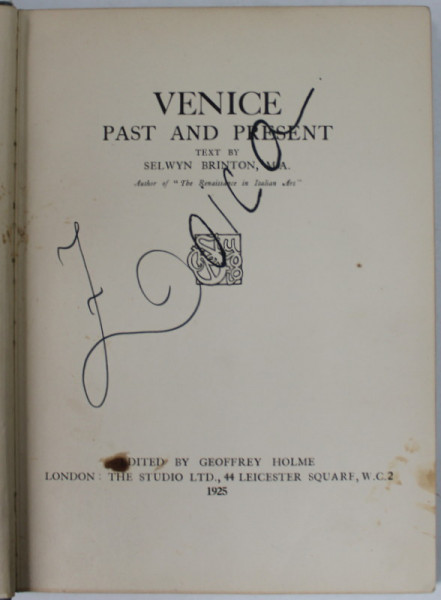 VENICE
PAST AND PRESENT
TEXT BY
SELWYN BRINTON, M.A.
Author of "The Renaissance in Italian Art"
EDITED BY GEOFFREY HOLME
LONDON: THE STUDIO LTD., 44 LEICESTER SQUARE, W.C.2
1925